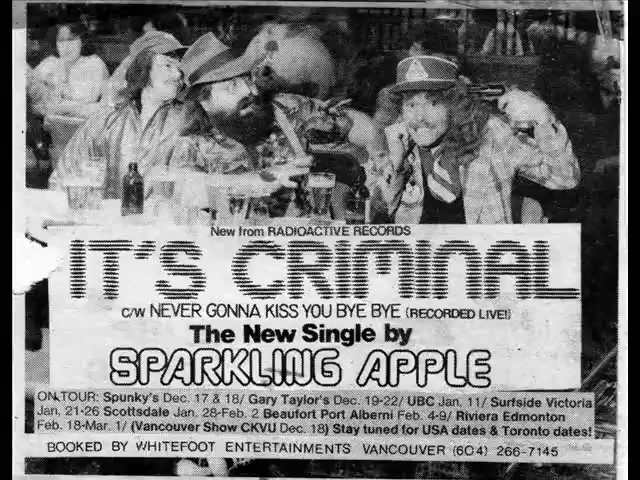 New from RADIOACTIVE RECORDS
IT'S CRIMINAL
C/W NEVER GONNA KISS YOU BYE BYE (RECORDED LIVE!)
The New Single by
SPARKLING APPLE
ON TOUR: Spunky's Dec. 17 & 18/ Gary Taylor's Dec. 19-22/ UBC Jan. 11/ Surfside Victoria
Jan. 21-26 Scottsdale Jan. 28-Feb. 2 Beaufort Port Alberni Feb. 4-9/ Riviera Edmonton
Feb. 18-Mar. 1/ (Vancouver Show CKVU Dec. 18) Stay tuned for USA dates & Toronto dates!
BOOKED BY WHITEFOOT ENTERTAINMENTS VANCOUVER (604) 266-7145